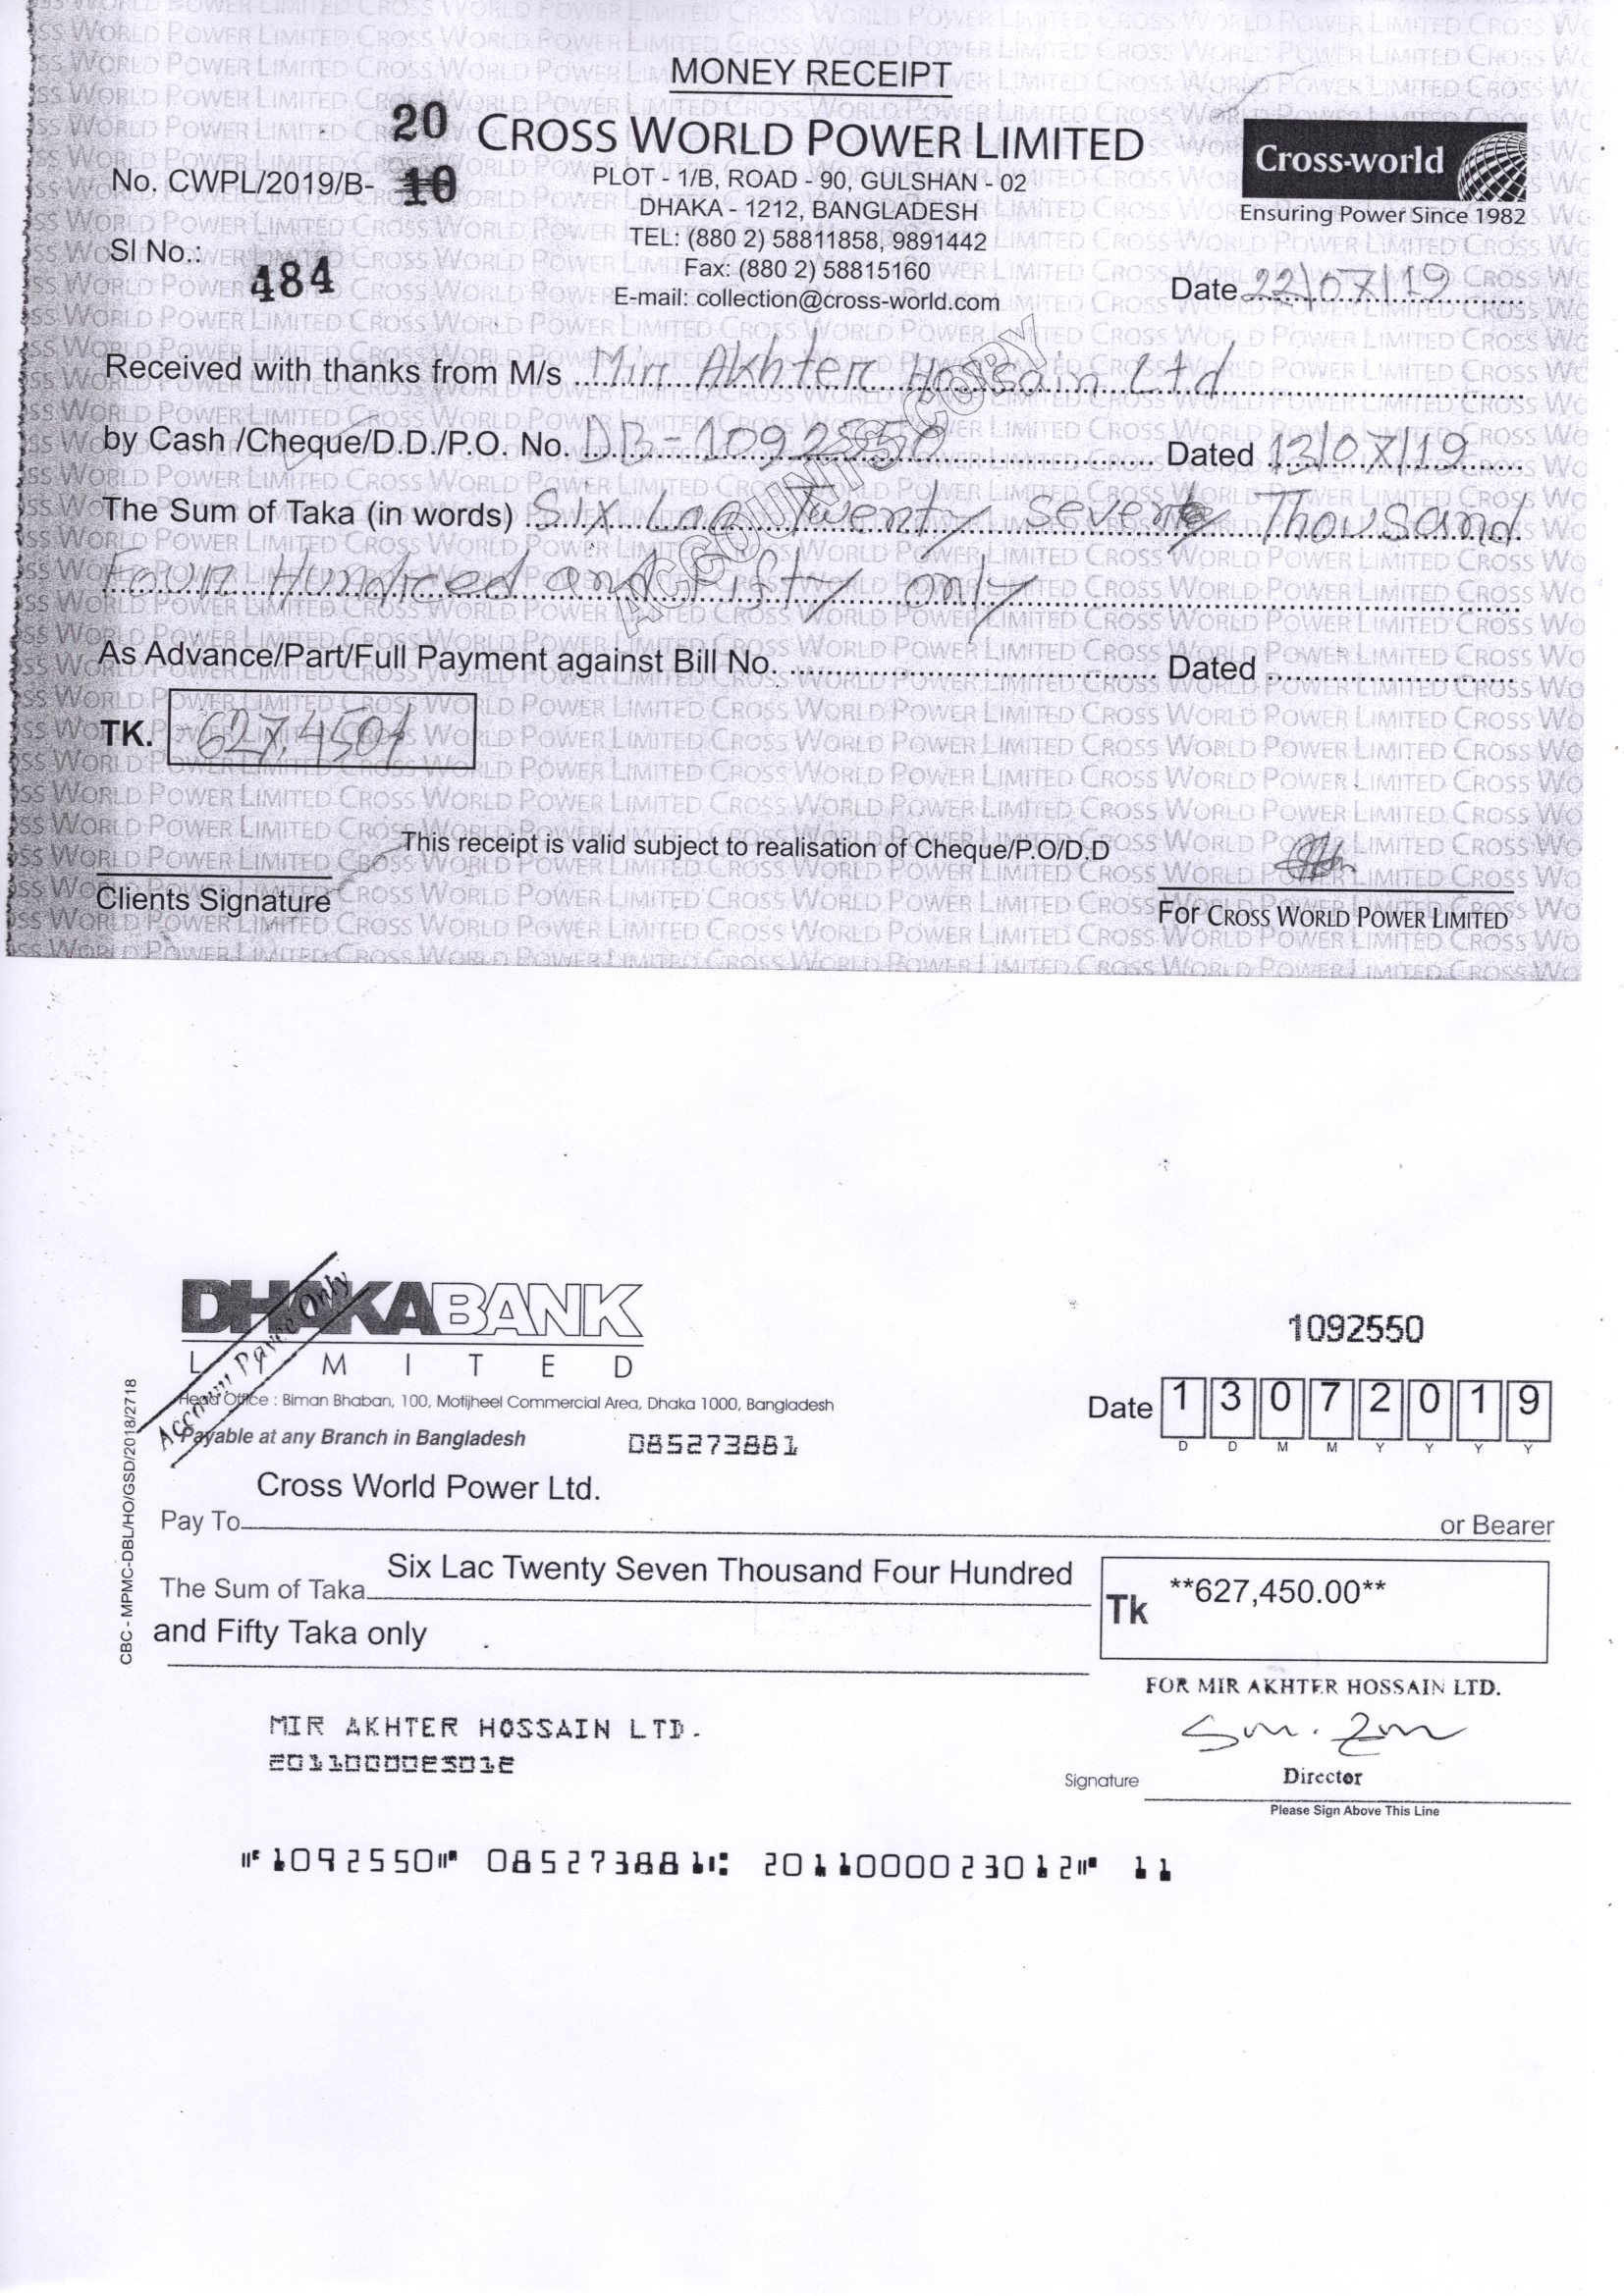 MONEY RECEIPT
20
CROSS WORLD POWER LIMITED
Cross-world
No. CWPL/2019/B- 10
PLOT - 1/B, ROAD - 90, GULSHAN - 02
Ensuring Power Since 1982
DHAKA - 1212, BANGLADESH
Sl No.: 484
TEL: (880 2) 58811858, 9891442
Fax: (880 2) 58815160
Date 22/07/19
E-mail: collection@cross-world.com
ACCOUNTS COPY
Received with thanks from M/s Mir Akhter Hossain Ltd
by Cash /Cheque/D.D./P.O. No. DB-1092550 Dated 13/07/19
The Sum of Taka (in words) Six Lac Twenty Seven Thousand
Four Hundred and Fifty only
As Advance/Part/Full Payment against Bill No. Dated
TK. 627,450/
This receipt is valid subject to realisation of Cheque/P.O/D.D
Clients Signature
For CROSS WORLD POWER LIMITED
DHAKA BANK
LIMITED
Account Payee Only
1092550
Head Office : Biman Bhaban, 100, Motijheel Commercial Area, Dhaka 1000, Bangladesh
Date 1 3 0 7 2 0 1 9
D D M M Y Y Y Y
Payable at any Branch in Bangladesh 085273881
CBC - MPMC-DBL/HO/GSD/2018/2718
Cross World Power Ltd.
Pay To or Bearer
Six Lac Twenty Seven Thousand Four Hundred
The Sum of Taka
Tk **627,450.00**
and Fifty Taka only
FOR MIR AKHTER HOSSAIN LTD.
MIR AKHTER HOSSAIN LTD.
2011000023012
Signature Director
Please Sign Above This Line
⑈1092550⑈ 085273881⑆ 2011000023012⑈ 11